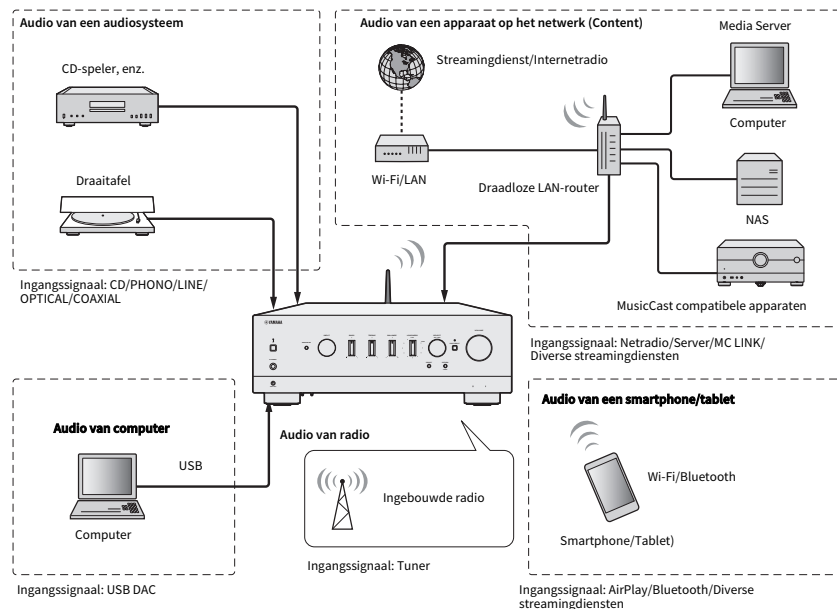 Audio van een audiosysteem
CD-speler, enz.
Draaitafel
Ingangssignaal: CD/PHONO/LINE/
OPTICAL/COAXIAL
Audio van een apparaat op het netwerk (Content)
Streamingdienst/Internetradio
Wi-Fi/LAN
Draadloze LAN-router
Media Server
Computer
NAS
MusicCast compatibele apparaten
Ingangssignaal: Netradio/Server/MC LINK/
Diverse streamingdiensten
YAMAHA
Audio van computer
USB
Computer
Ingangssignaal: USB DAC
Audio van radio
Ingebouwde radio
Ingangssignaal: Tuner
Audio van een smartphone/tablet
Wi-Fi/Bluetooth
Smartphone/Tablet)
Ingangssignaal: AirPlay/Bluetooth/Diverse
streamingdiensten